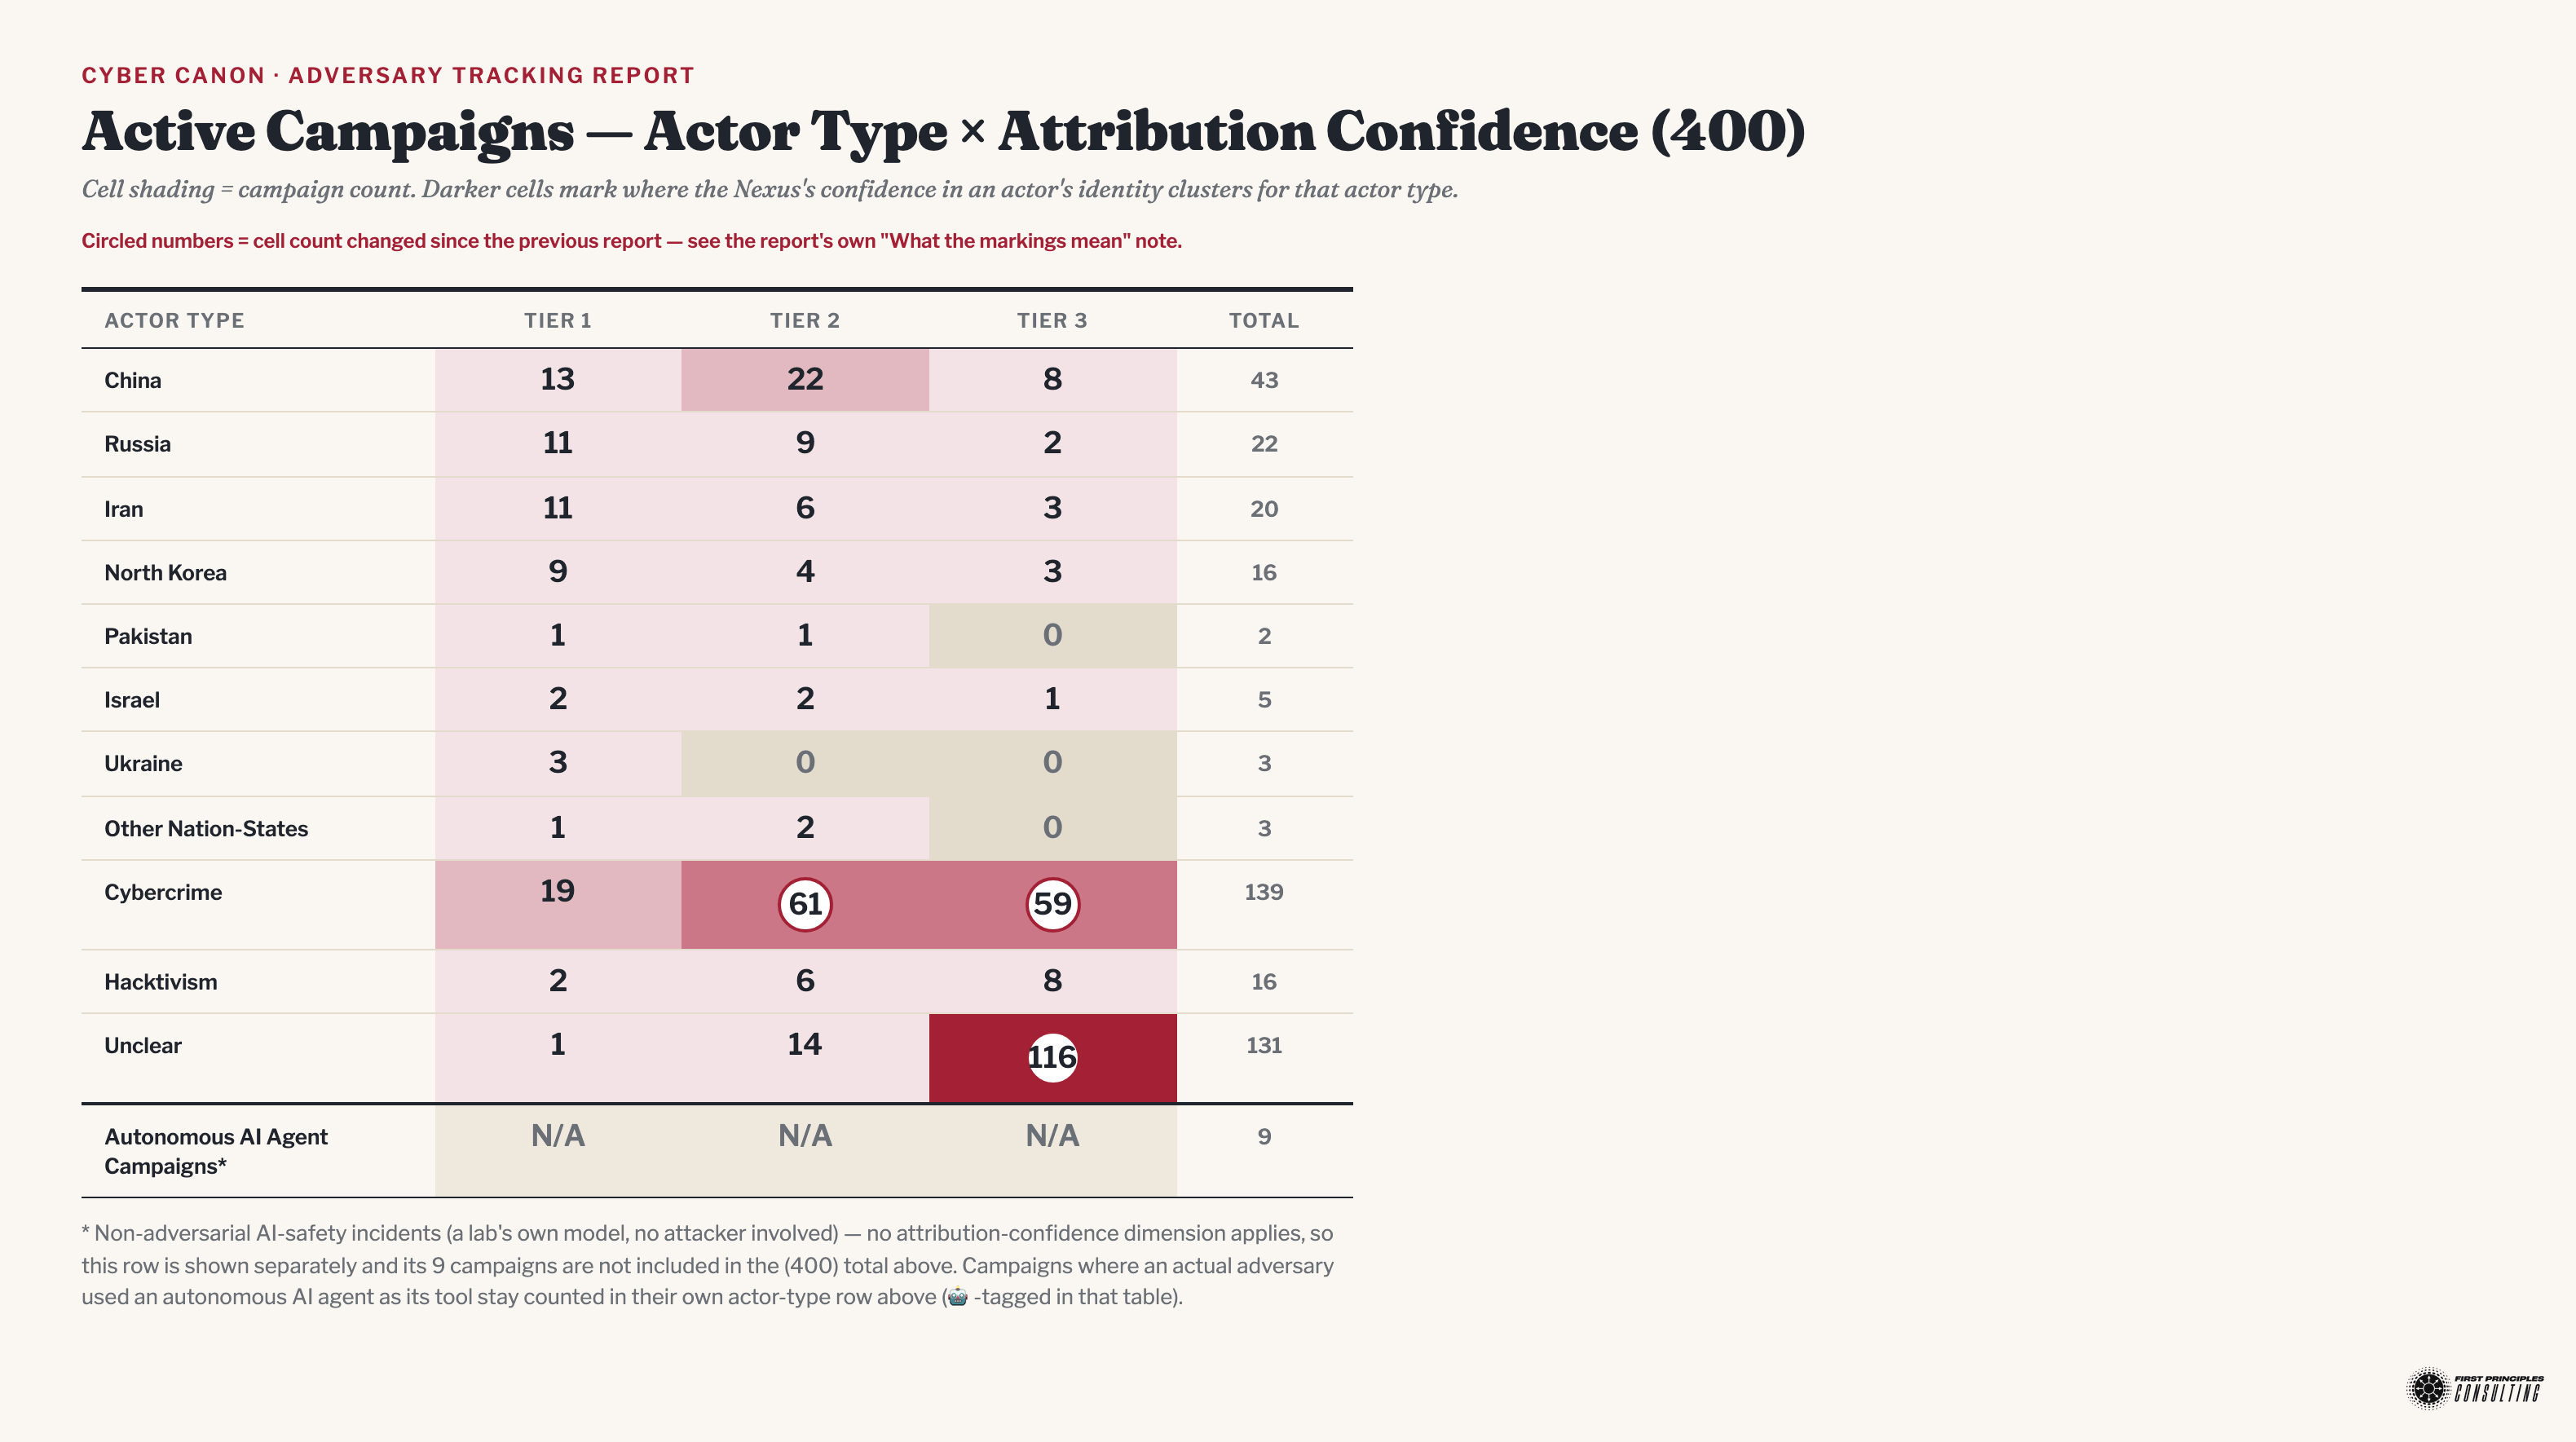 CYBER CANON · ADVERSARY TRACKING REPORT
Active Campaigns — Actor Type × Attribution Confidence (400)
Cell shading = campaign count. Darker cells mark where the Nexus's confidence in an actor's identity clusters for that actor type.
Circled numbers = cell count changed since the previous report — see the report's own "What the markings mean" note.
ACTOR TYPE TIER 1 TIER 2 TIER 3 TOTAL
China 13 22 8 43
Russia 11 9 2 22
Iran 11 6 3 20
North Korea 9 4 3 16
Pakistan 1 1 0 2
Israel 2 2 1 5
Ukraine 3 0 0 3
Other Nation-States 1 2 0 3
Cybercrime 19 61 59 139
Hacktivism 2 6 8 16
Unclear 1 14 116 131
Autonomous AI Agent N/A N/A N/A 9
Campaigns*
* Non-adversarial AI-safety incidents (a lab's own model, no attacker involved) — no attribution-confidence dimension applies, so
this row is shown separately and its 9 campaigns are not included in the (400) total above. Campaigns where an actual adversary
used an autonomous AI agent as its tool stay counted in their own actor-type row above (🤖 -tagged in that table).
FIRST PRINCIPLES
CONSULTING